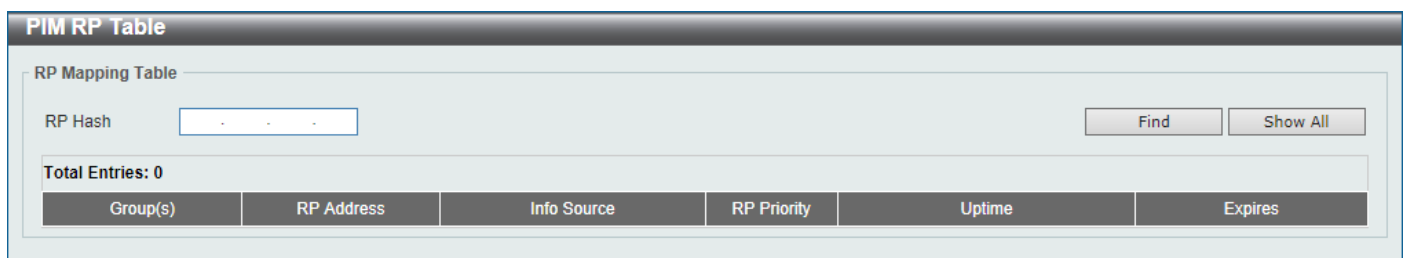 PIM RP Table
RP Mapping Table
RP Hash . . . Find Show All
Total Entries: 0
Group(s) RP Address Info Source RP Priority Uptime Expires